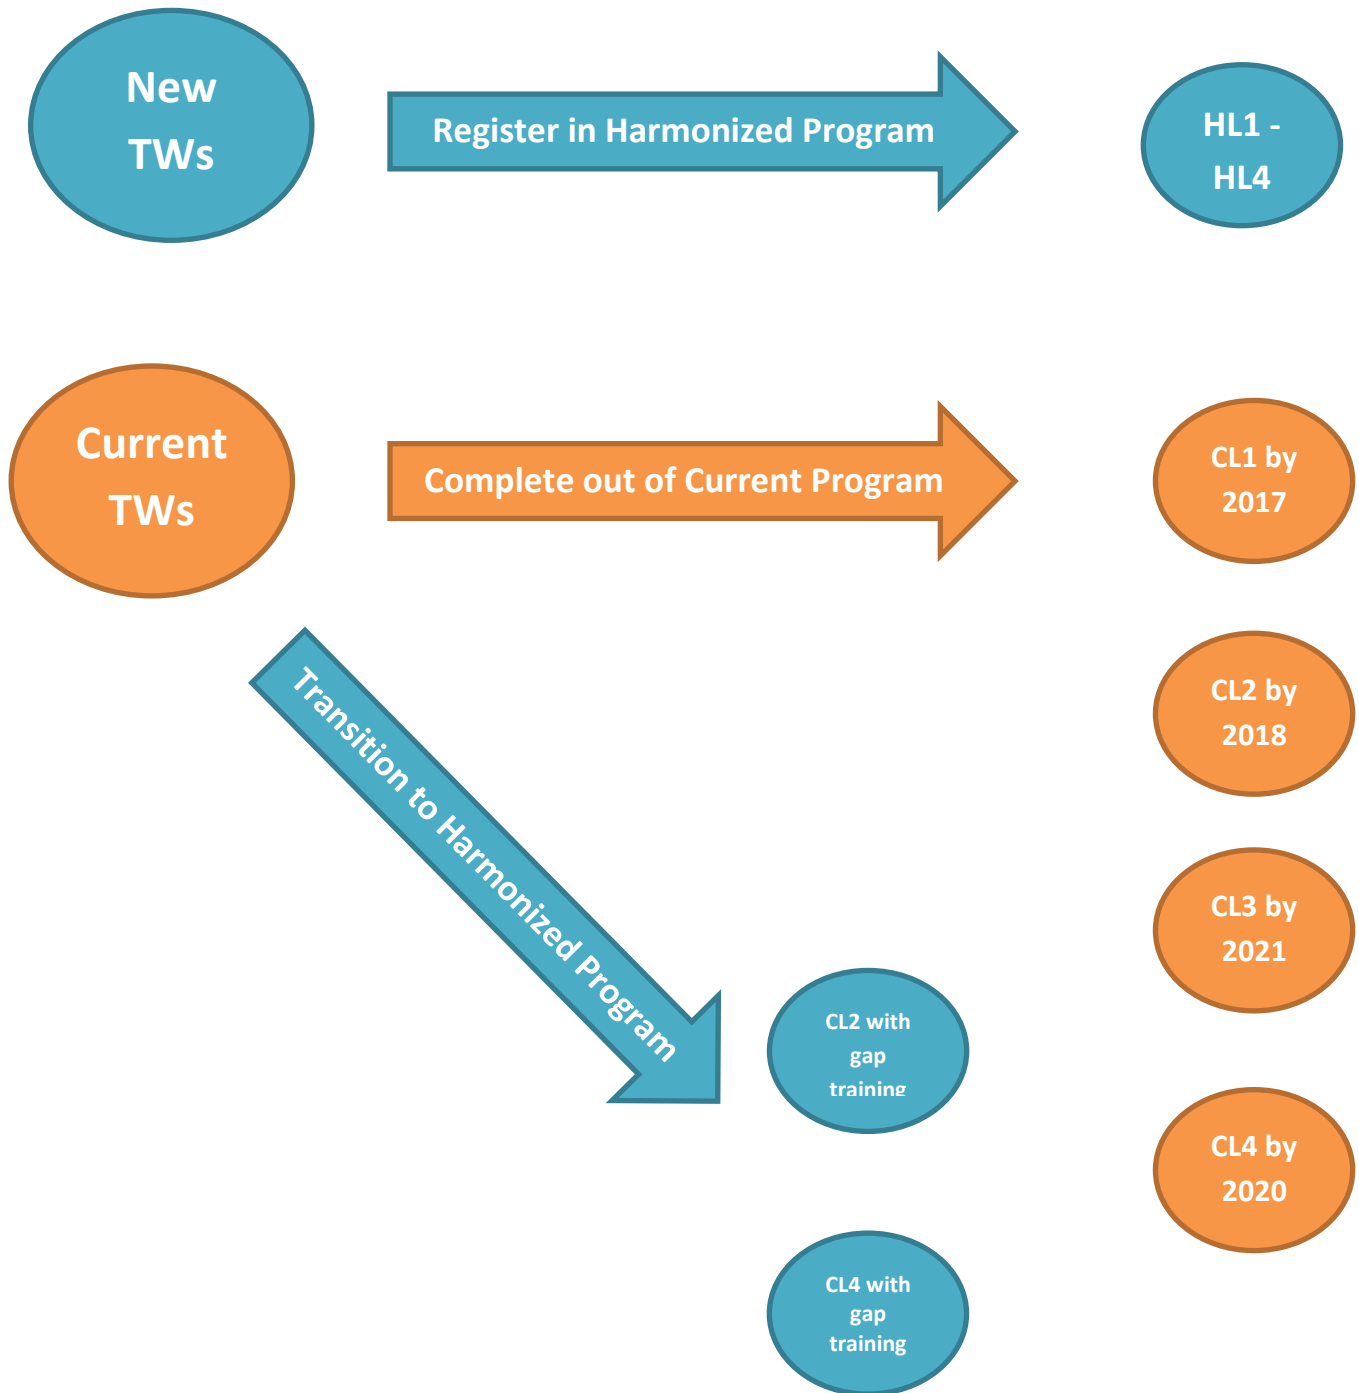 New
TWs
Register in Harmonized Program
HL1 -
HL4
Current
TWs
Complete out of Current Program
CL1 by
2017
CL2 by
2018
Transition to Harmonized Program
CL3 by
2021
CL2 with
gap
training
CL4 by
2020
CL4 with
gap
training